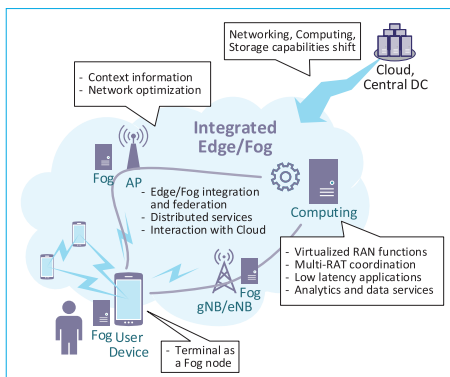 Networking, Computing,
Storage capabilities shift
Cloud,
Central DC
- Context information
- Network optimization
Integrated
Edge/Fog
Fog
AP
- Edge/Fog integration
and federation
- Distributed services
- Interaction with Cloud
Computing
- Virtualized RAN functions
- Multi-RAT coordination
- Low latency applications
- Analytics and data services
Fog
gNB/eNB
Fog
User
Device
- Terminal as
a Fog node